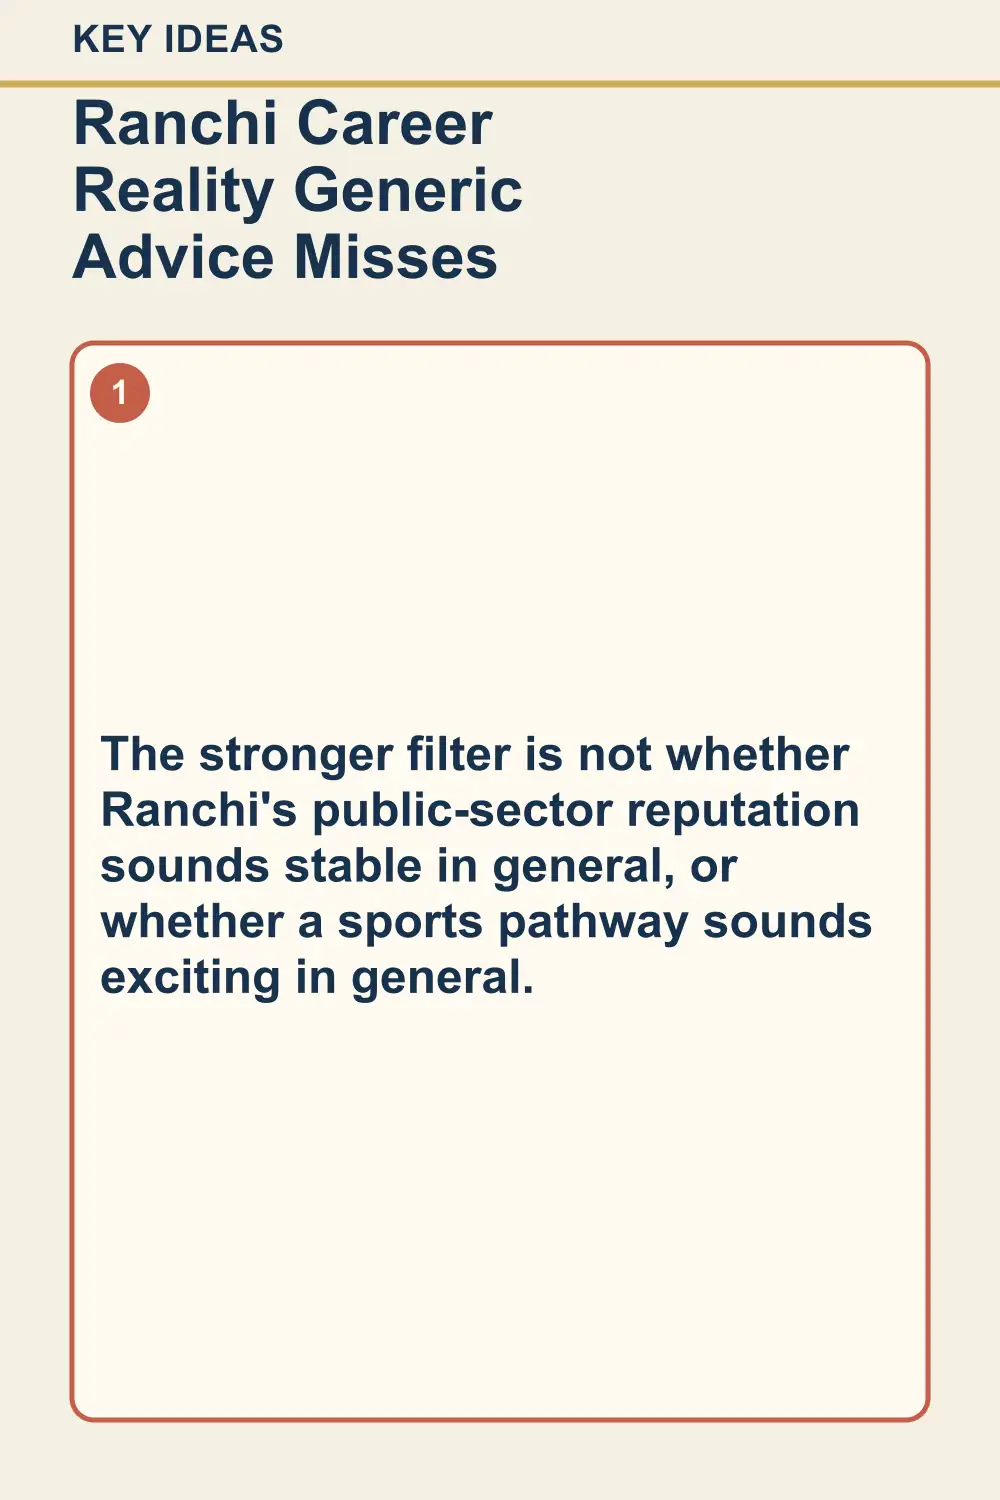 KEY IDEAS
Ranchi Career
Reality Generic
Advice Misses
1
The stronger filter is not whether
Ranchi's public-sector reputation
sounds stable in general, or
whether a sports pathway sounds
exciting in general.